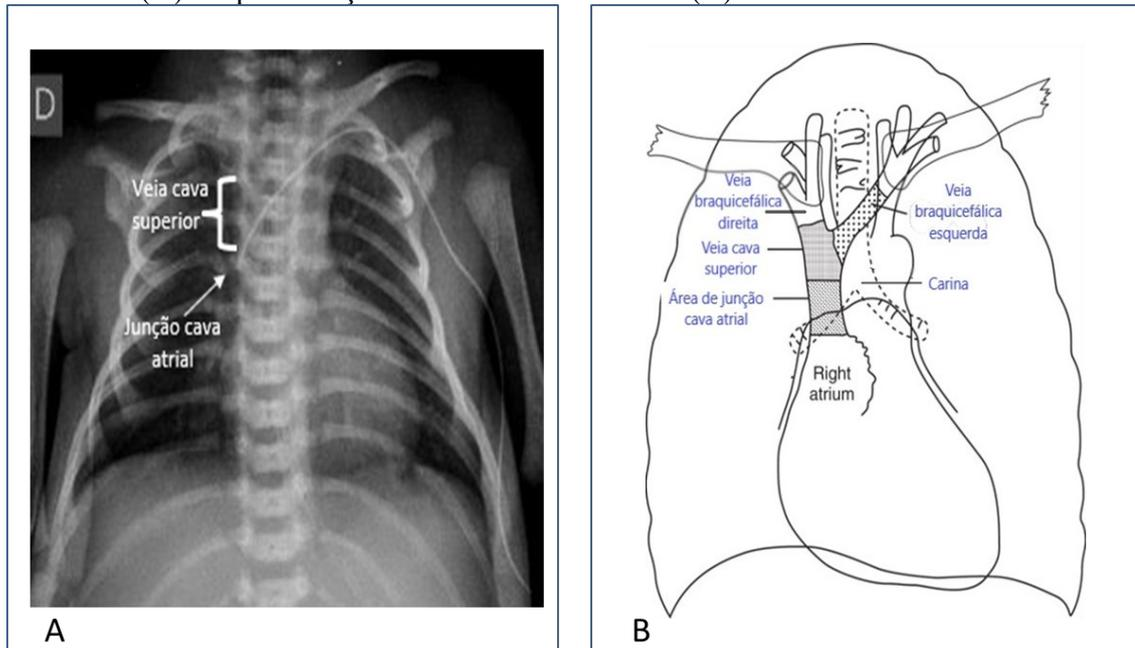 D
Veia cava
superior
Junção cava
atrial
A
Veia
braquicefálica
direita
Veia cava
superior
Área de junção
cava atrial
Veia
braquicefálica
esquerda
Carina
Right
atrium
B